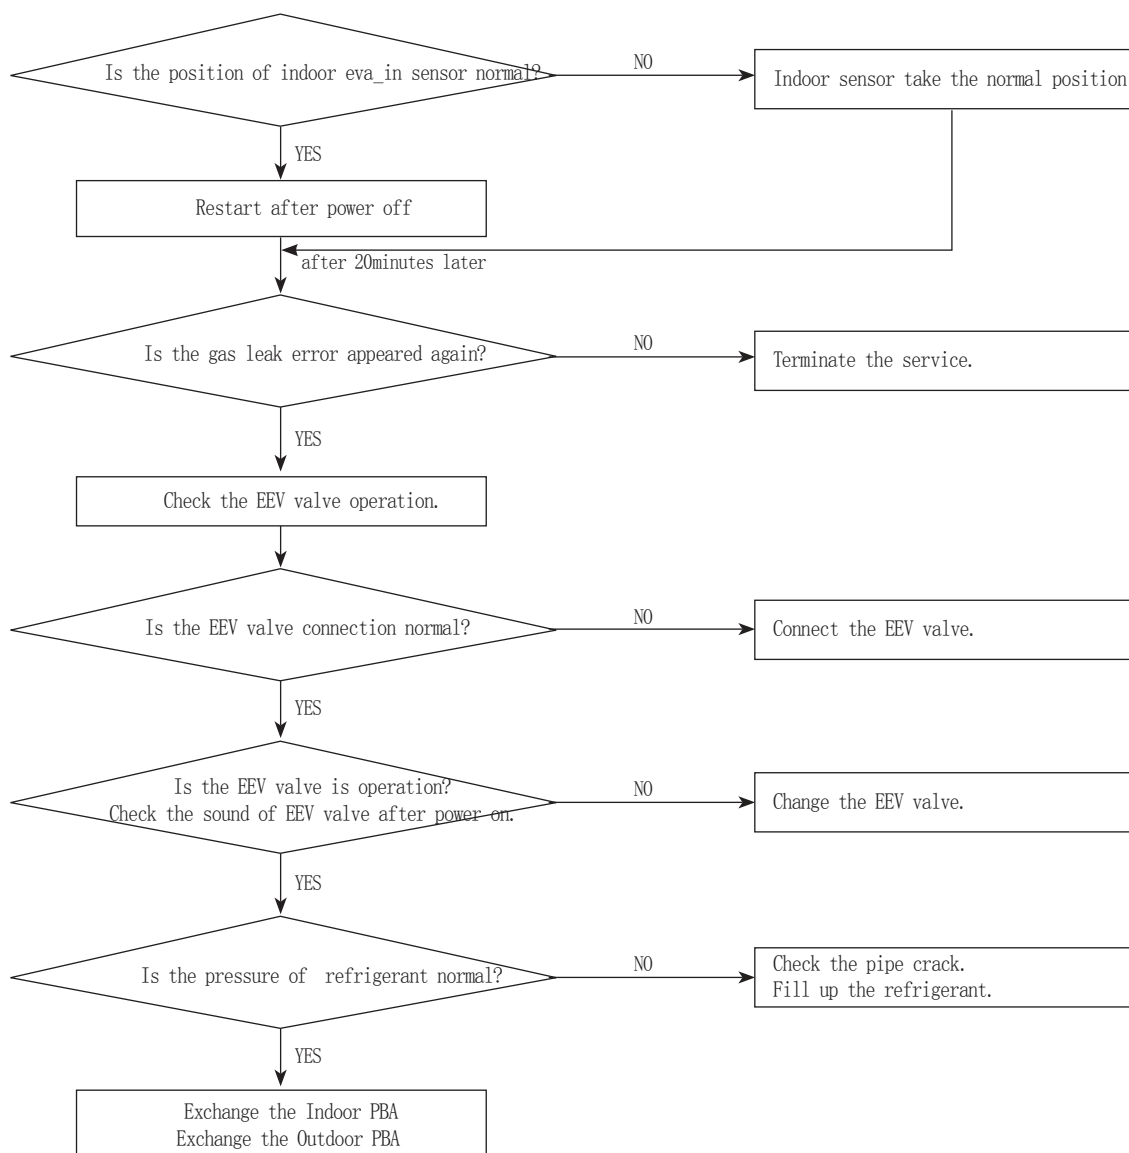 Is the position of indoor eva_in sensor normal?
NO
Indoor sensor take the normal position
YES
Restart after power off
after 20minutes later
Is the gas leak error appeared again?
NO
Terminate the service.
YES
Check the EEV valve operation.
Is the EEV valve connection normal?
NO
Connect the EEV valve.
YES
Is the EEV valve is operation?
Check the sound of EEV valve after power on.
NO
Change the EEV valve.
YES
Is the pressure of  refrigerant normal?
NO
Check the pipe crack.
Fill up the refrigerant.
YES
Exchange the Indoor PBA
Exchange the Outdoor PBA